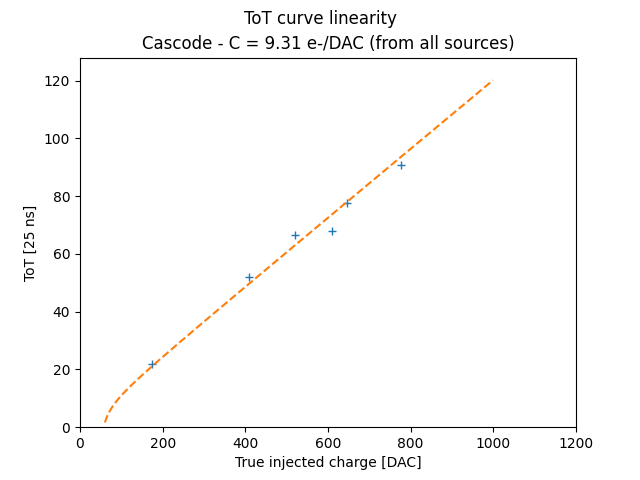 ToT curve linearity
Cascode - C = 9.31 e-/DAC (from all sources)
120
100
80
60
40
20
0
ToT [25 ns]
0 200 400 600 800 1000 1200
True injected charge [DAC]